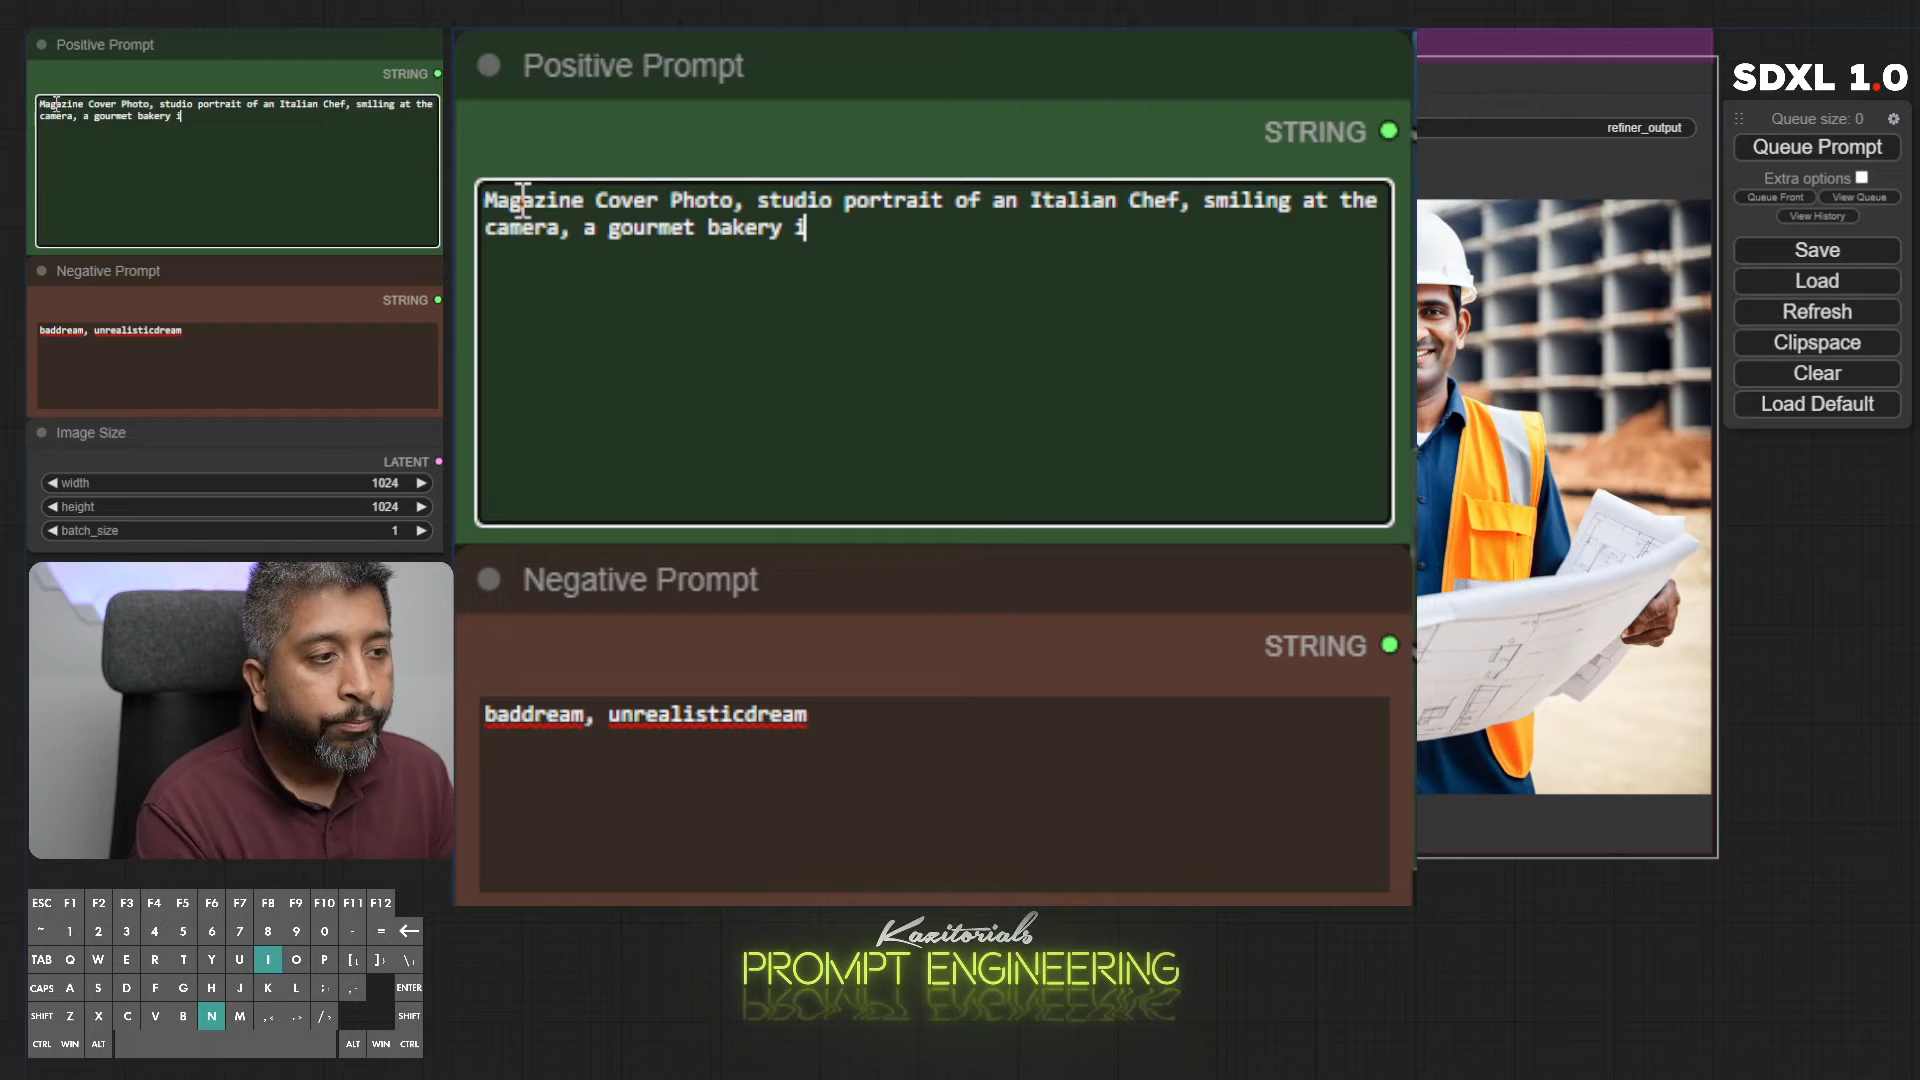 Positive Prompt
STRING
Magazine Cover Photo, studio portrait of an Italian Chef, smiling at the
camera, a gourmet bakery i
Negative Prompt
STRING
baddream, unrealisticdream
Image Size
LATENT
width 1024
height 1024
batch_size 1
Positive Prompt
STRING
Magazine Cover Photo, studio portrait of an Italian Chef, smiling at the
camera, a gourmet bakery i
Negative Prompt
STRING
baddream, unrealisticdream
refiner_output
SDXL 1.0
Queue size: 0
Queue Prompt
Extra options
Queue Front View Queue
View History
Save
Load
Refresh
Clipspace
Clear
Load Default
ESC F1 F2 F3 F4 F5 F6 F7 F8 F9 F10 F11 F12
~ 1 2 3 4 5 6 7 8 9 0 - = ←
TAB Q W E R T Y U I O P [{ ]} \|
CAPS A S D F G H J K L ;: ,. ENTER
SHIFT Z X C V B N M ,< .> /? SHIFT
CTRL WIN ALT ALT WIN CTRL
Kazitorials
PROMPT ENGINEERING